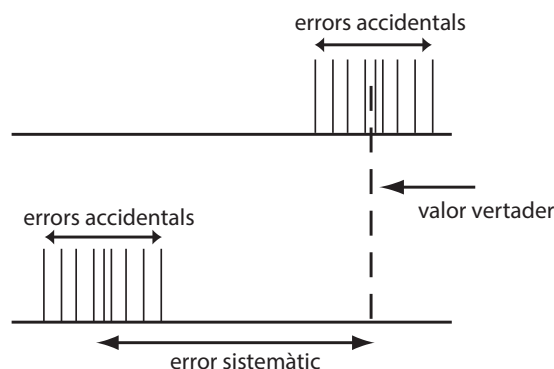 errors accidentals
valor vertader
errors accidentals
error sistemàtic